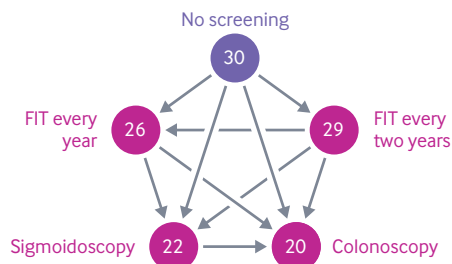 No screening
30
FIT every
year
26
29
FIT every
two years
Sigmoidoscopy
22
20
Colonoscopy